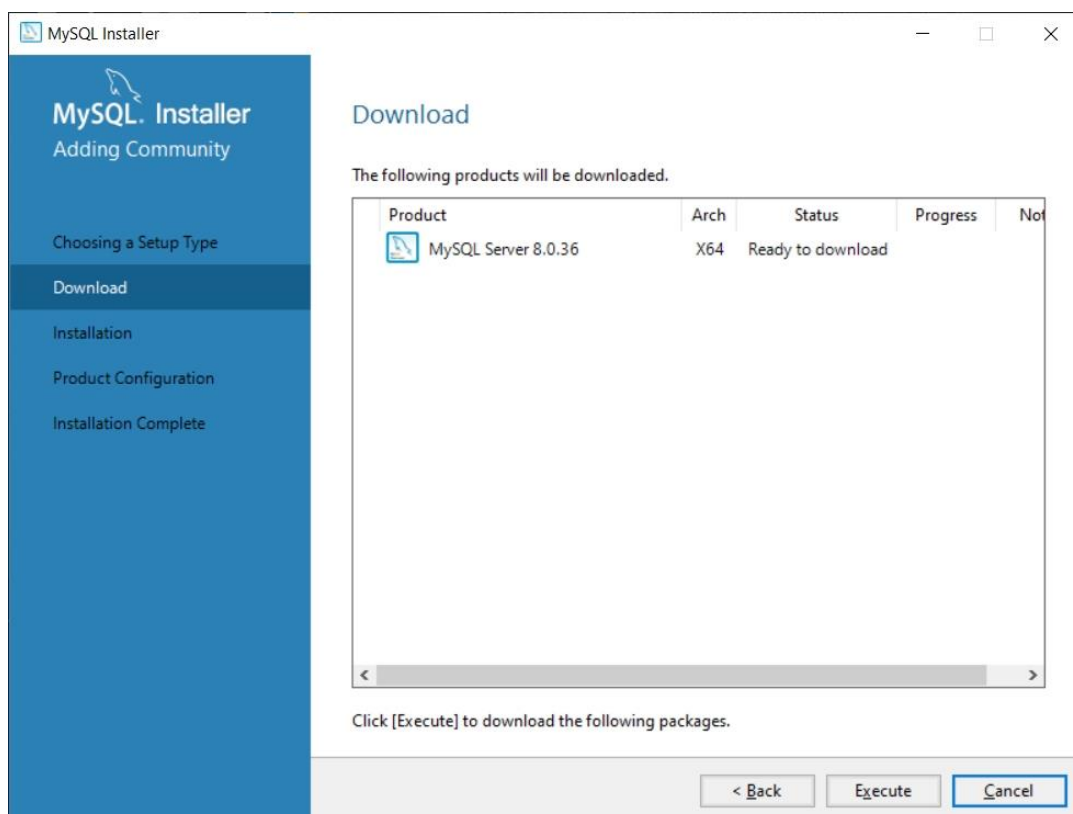 MySQL Installer
MySQL. Installer
Adding Community
Choosing a Setup Type
Download
Installation
Product Configuration
Installation Complete
Download
The following products will be downloaded.
Product Arch Status Progress Not
MySQL Server 8.0.36 X64 Ready to download
Click [Execute] to download the following packages.
< Back Execute Cancel